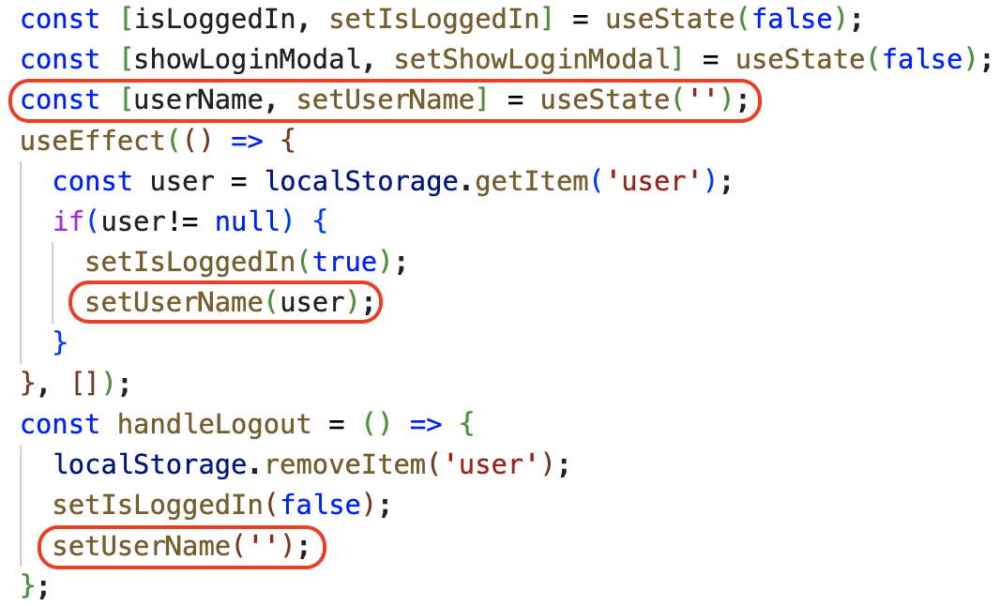 const [isLoggedIn, setIsLoggedIn] = useState(false);
const [showLoginModal, setShowLoginModal] = useState(false);
const [userName, setUserName] = useState('');
useEffect(() => {
  const user = localStorage.getItem('user');
  if(user!= null) {
    setIsLoggedIn(true);
    setUserName(user);
  }
}, []);
const handleLogout = () => {
  localStorage.removeItem('user');
  setIsLoggedIn(false);
  setUserName('');
};